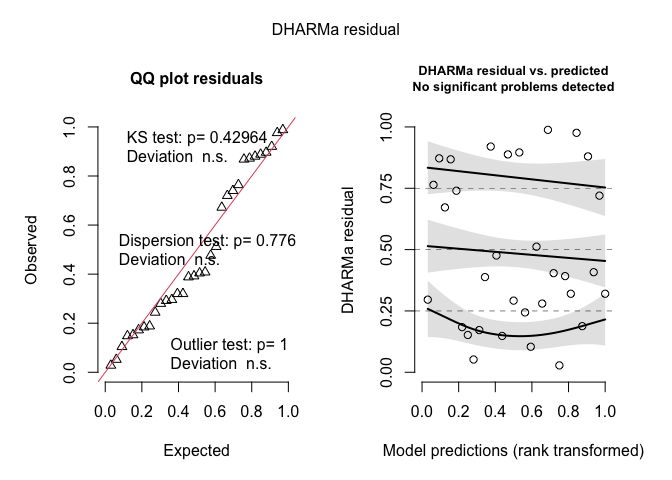 DHARMa residual
QQ plot residuals
KS test: p= 0.42964
Deviation n.s.
Dispersion test: p= 0.776
Deviation n.s.
Outlier test: p= 1
Deviation n.s.
Observed
0.0 0.2 0.4 0.6 0.8 1.0
0.0 0.2 0.4 0.6 0.8 1.0
Expected
DHARMa residual vs. predicted
No significant problems detected
DHARMa residual
0.00 0.25 0.50 0.75 1.00
0.0 0.2 0.4 0.6 0.8 1.0
Model predictions (rank transformed)